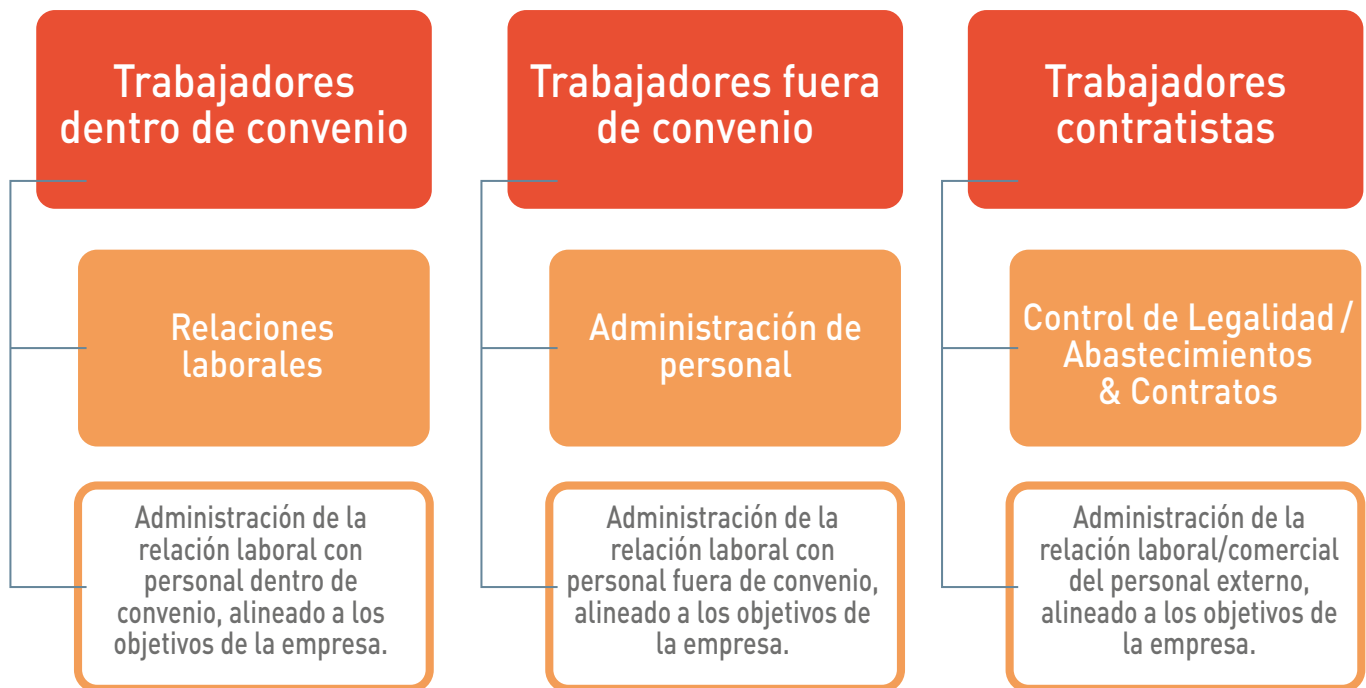 Trabajadores
dentro de convenio
Relaciones
laborales
Administración de la
relación laboral con
personal dentro de
convenio, alineado a los
objetivos de la empresa.
Trabajadores fuera
de convenio
Administración de
personal
Administración de la
relación laboral con
personal fuera de convenio,
alineado a los objetivos de
la empresa.
Trabajadores
contratistas
Control de Legalidad /
Abastecimientos
& Contratos
Administración de la
relación laboral/comercial
del personal externo,
alineado a los objetivos de
la empresa.